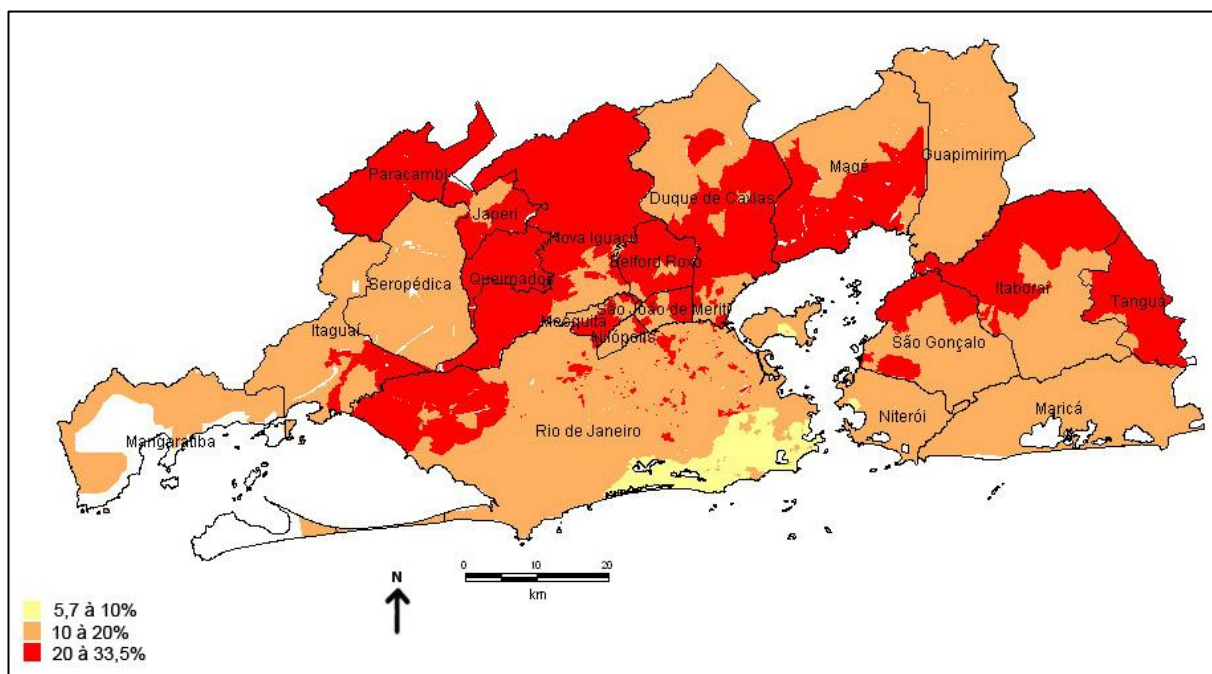 Guapimirim
Magé
Paracambi
Duque de Caxias
Japeri
Nova Iguaçu
Belford Roxo
Queimados
Seropédica
Itaboraí
Tanguá
São João de Meriti
Mesquita
Nilópolis
Itaguaí
São Gonçalo
Niterói
Maricá
Rio de Janeiro
Mangaratiba
0 10 20
km
N
5,7 à 10%
10 à 20%
20 à 33,5%